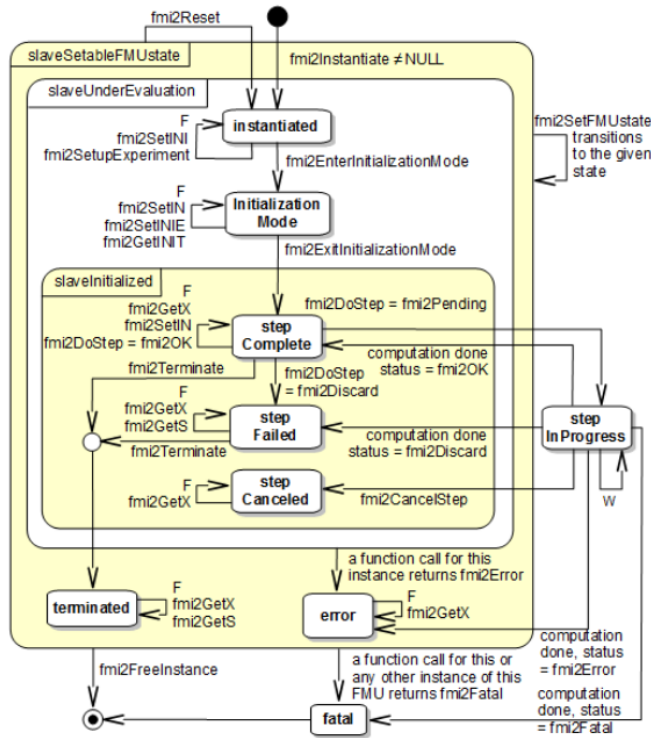 fmi2Reset
slaveSetableFMUstate
fmi2Instantiate ≠ NULL
slaveUnderEvaluation
F
fmi2SetINI
fmi2SetupExperiment
instantiated
fmi2SetFMUstate
transitions
to the given
state
fmi2EnterInitializationMode
F
fmi2SetIN
fmi2SetINIE
fmi2GetINIT
Initialization
Mode
fmi2ExitInitializationMode
slaveInitialized
F
fmi2GetX
fmi2SetIN
fmi2DoStep = fmi2OK
step
Complete
fmi2DoStep = fmi2Pending
computation done
status = fmi2OK
fmi2Terminate
fmi2DoStep
= fmi2Discard
F
fmi2GetX
fmi2GetS
step
Failed
step
InProgress
fmi2Terminate
computation done
status = fmi2Discard
F
fmi2GetX
step
Canceled
fmi2CancelStep
W
a function call for this
instance returns fmi2Error
terminated
F
fmi2GetX
fmi2GetS
error
F
fmi2GetX
computation
done, status
= fmi2Error
fmi2FreeInstance
a function call for this or
any other instance of this
FMU returns fmi2Fatal
computation
done, status
=fmi2Fatal
fatal